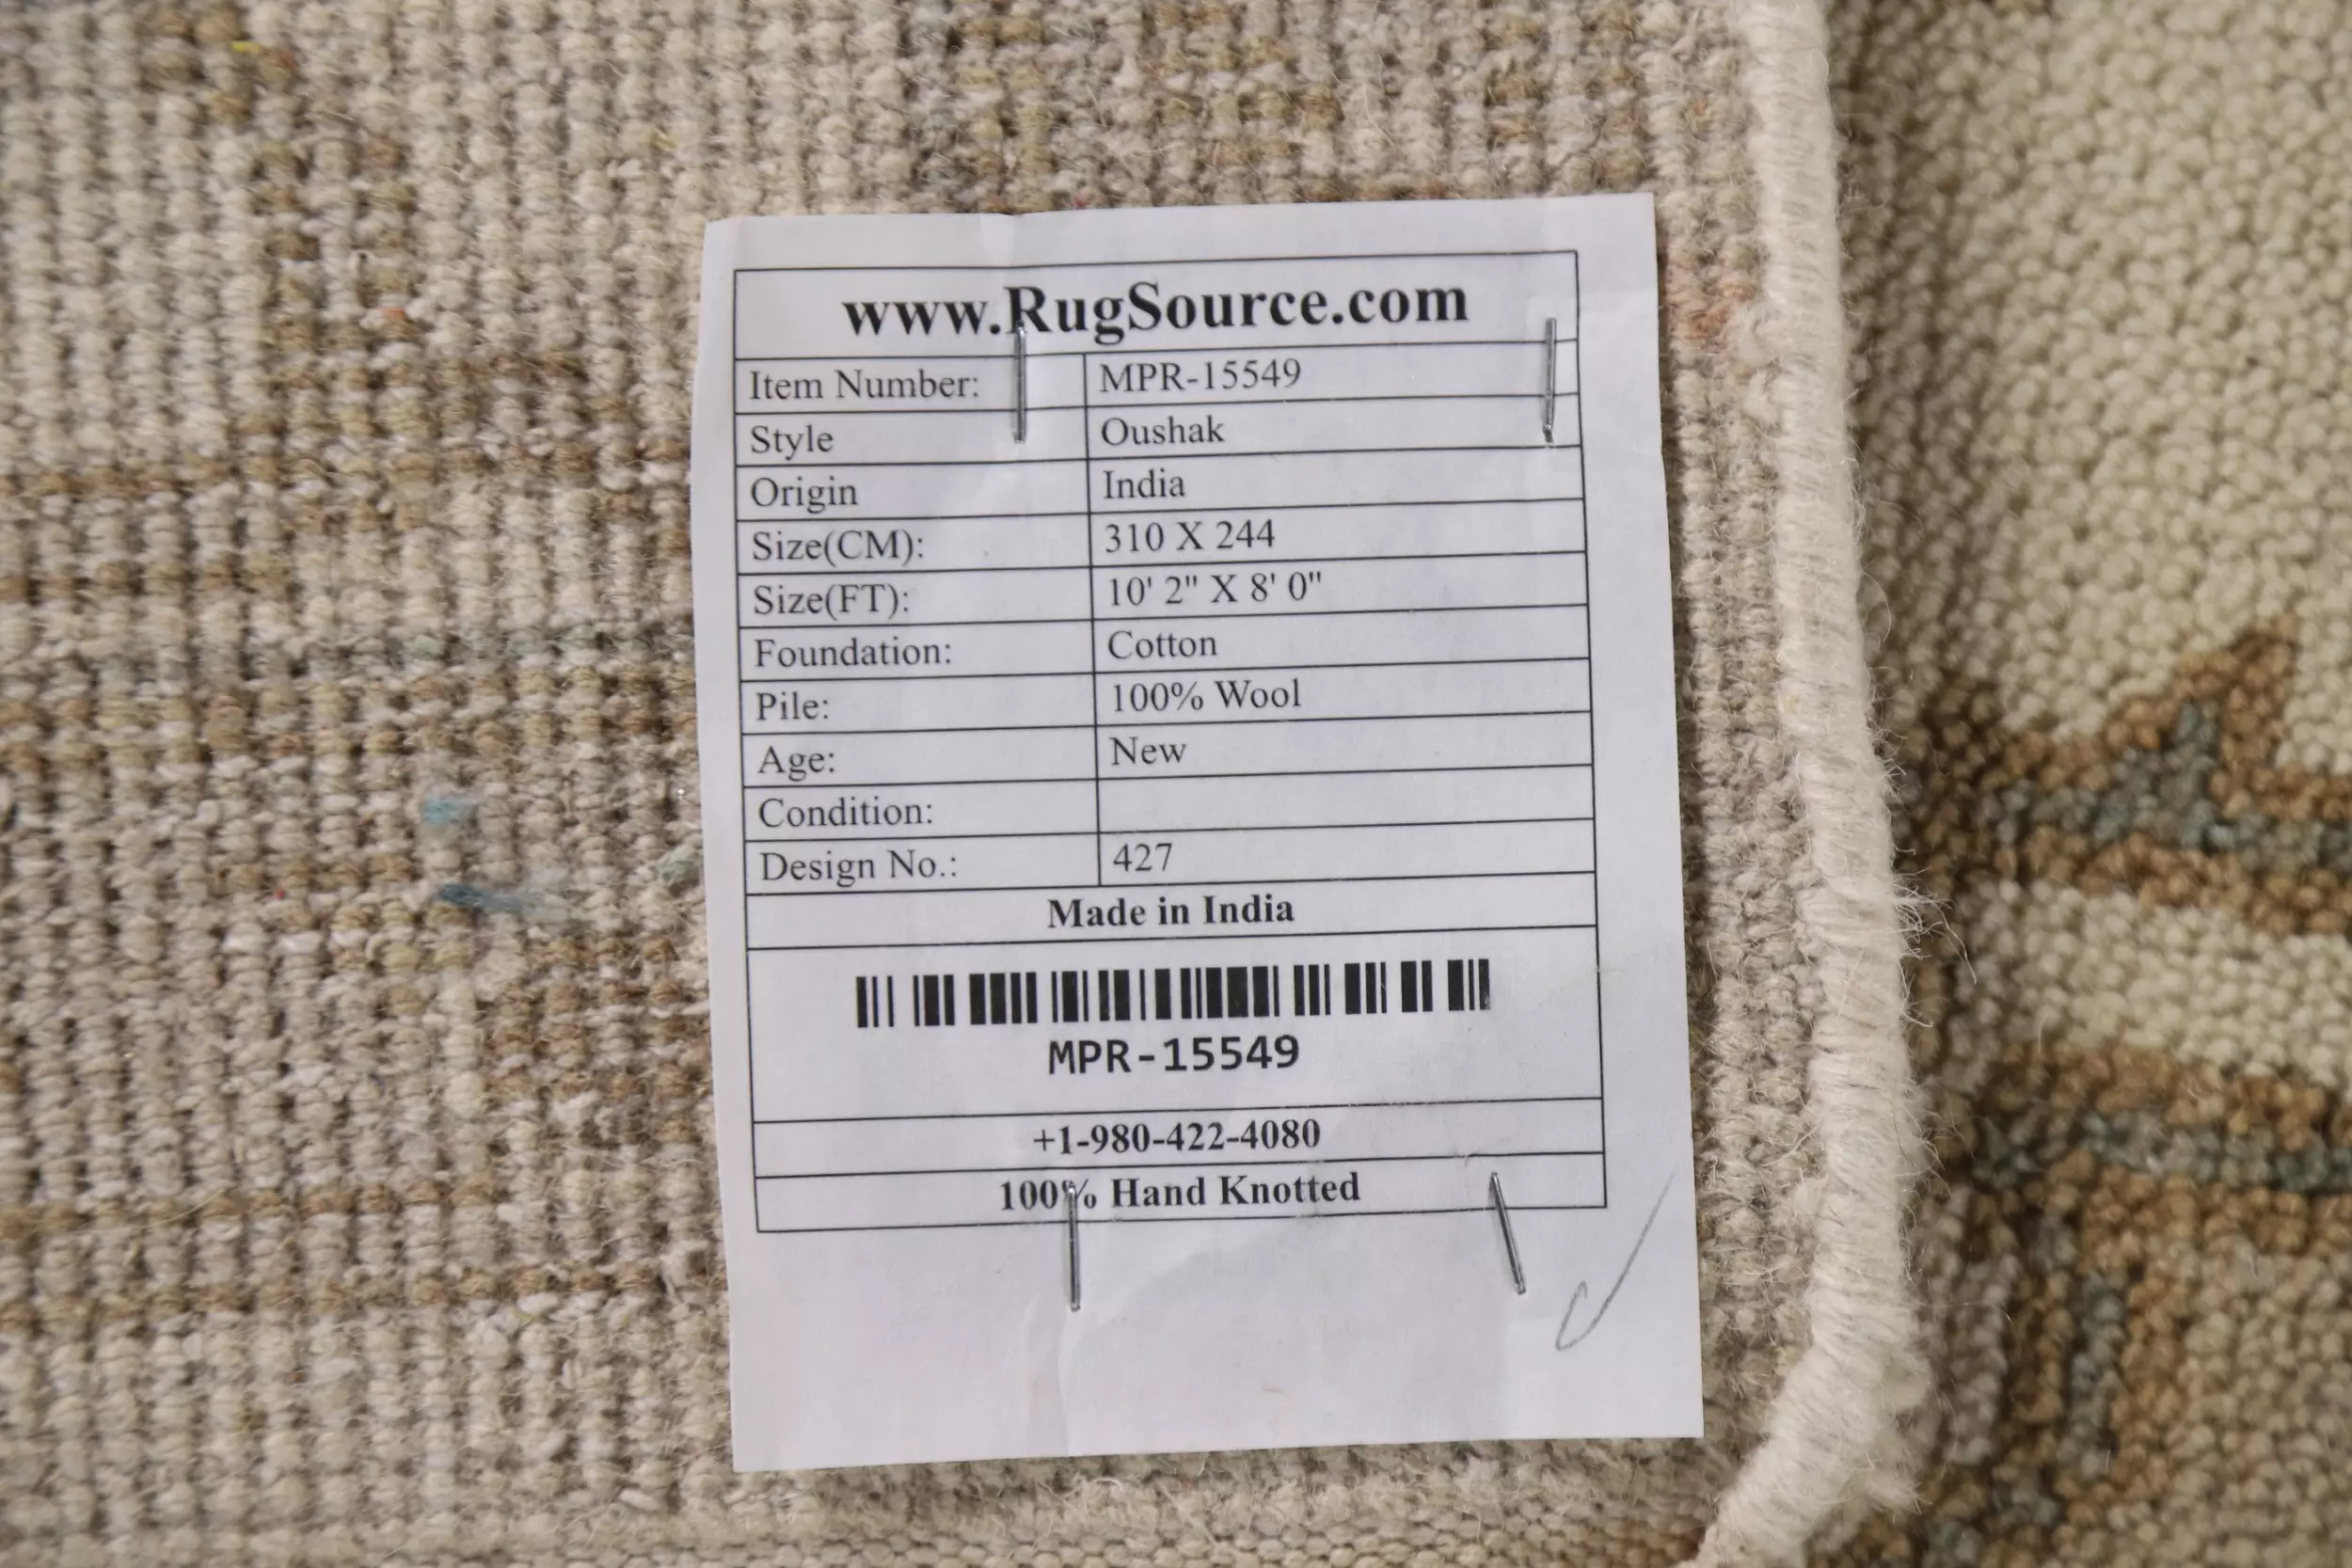 www.RugSource.com
Item Number: MPR-15549
Style Oushak
Origin India
Size(CM): 310 X 244
Size(FT): 10' 2" X 8' 0"
Foundation: Cotton
Pile: 100% Wool
Age: New
Condition:
Design No.: 427
Made in India
MPR-15549
+1-980-422-4080
100% Hand Knotted